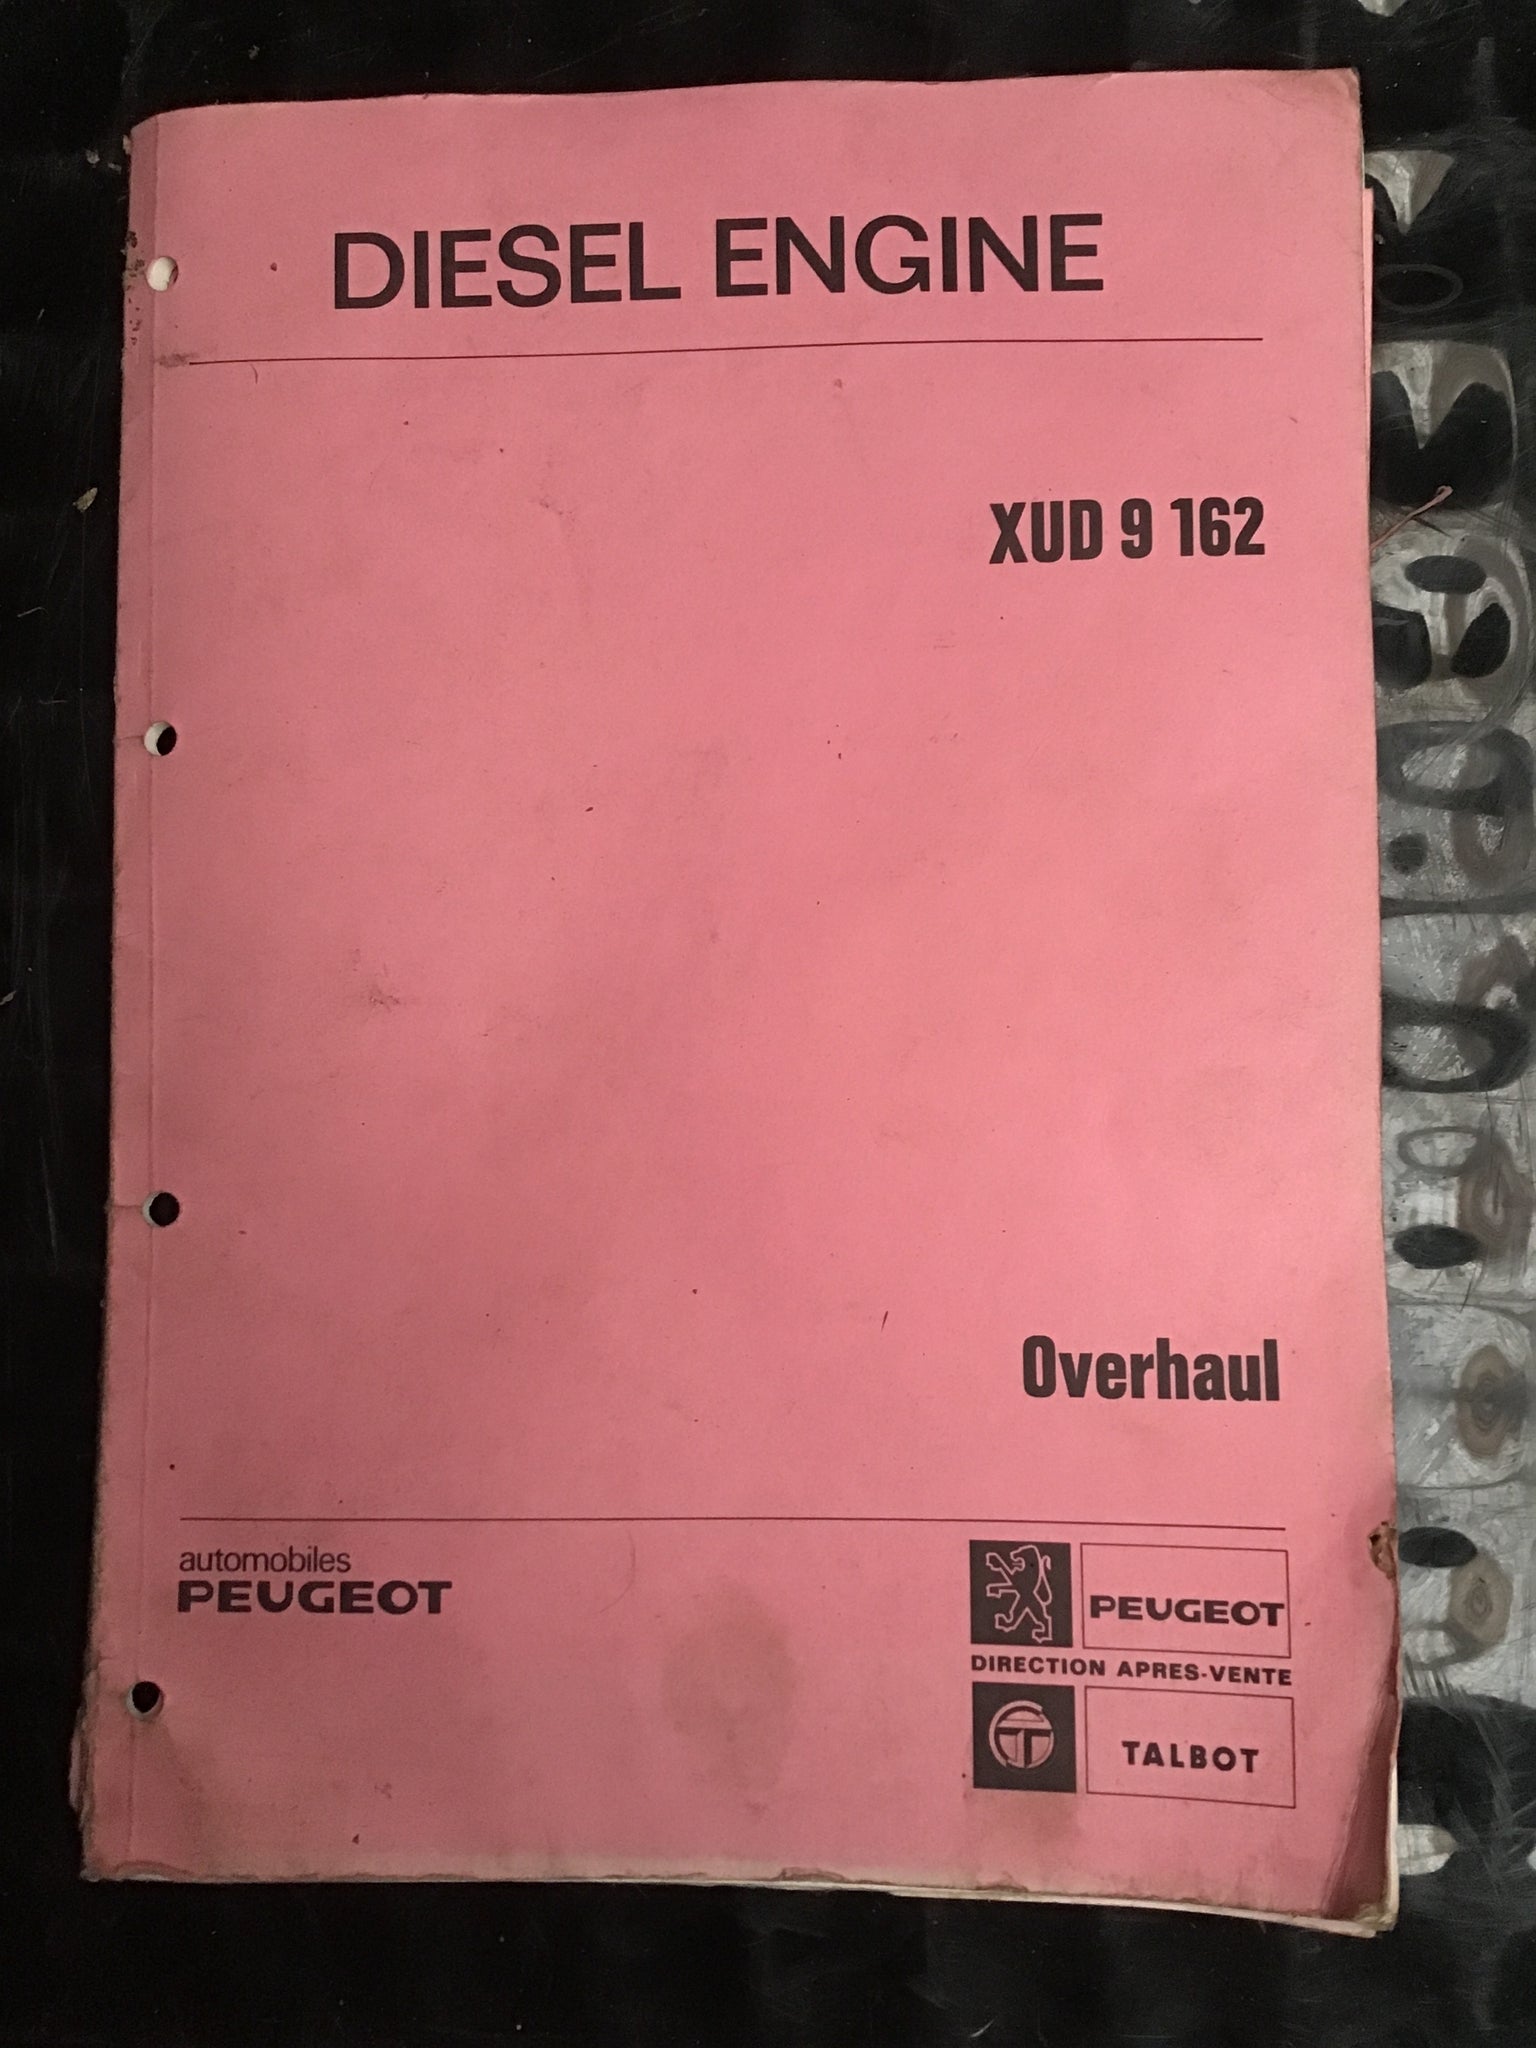 DIESEL ENGINE
XUD 9 162
Overhaul
automobiles
PEUGEOT
PEUGEOT
DIRECTION APRES-VENTE
TALBOT